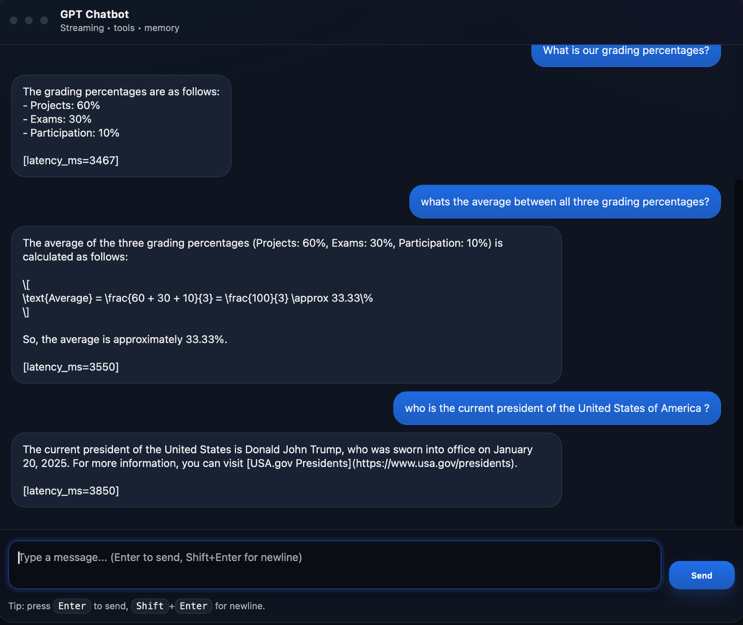 GPT Chatbot
Streaming • tools • memory
What is our grading percentages?
The grading percentages are as follows:
- Projects: 60%
- Exams: 30%
- Participation: 10%
[latency_ms=3467]
whats the average between all three grading percentages?
The average of the three grading percentages (Projects: 60%, Exams: 30%, Participation: 10%) is
calculated as follows:
\[
\text{Average} = \frac{60 + 30 + 10}{3} = \frac{100}{3} \approx 33.33\%
\]
So, the average is approximately 33.33%.
[latency_ms=3550]
who is the current president of the United States of America ?
The current president of the United States is Donald John Trump, who was sworn into office on January
20, 2025. For more information, you can visit [USA.gov Presidents](https://www.usa.gov/presidents).
[latency_ms=3850]
Type a message... (Enter to send, Shift+Enter for newline)
Send
Tip: press Enter to send, Shift+Enter for newline.